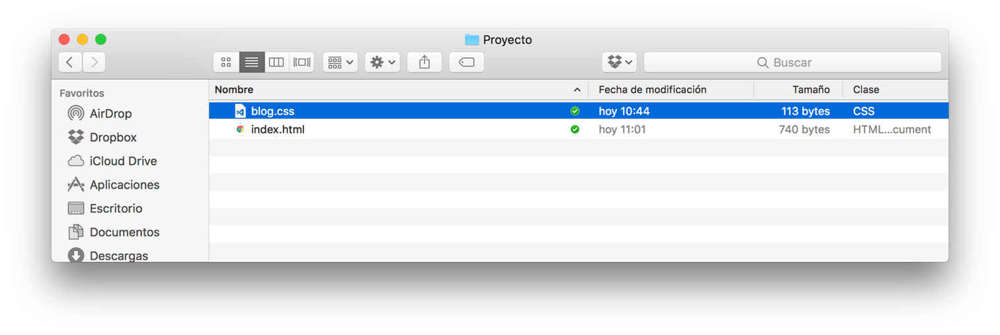 Proyecto
Buscar
Favoritos
AirDrop
Dropbox
iCloud Drive
Aplicaciones
Escritorio
Documentos
Descargas
Nombre Fecha de modificación Tamaño Clase
blog.css hoy 10:44 113 bytes CSS
index.html hoy 11:01 740 bytes HTML...cument